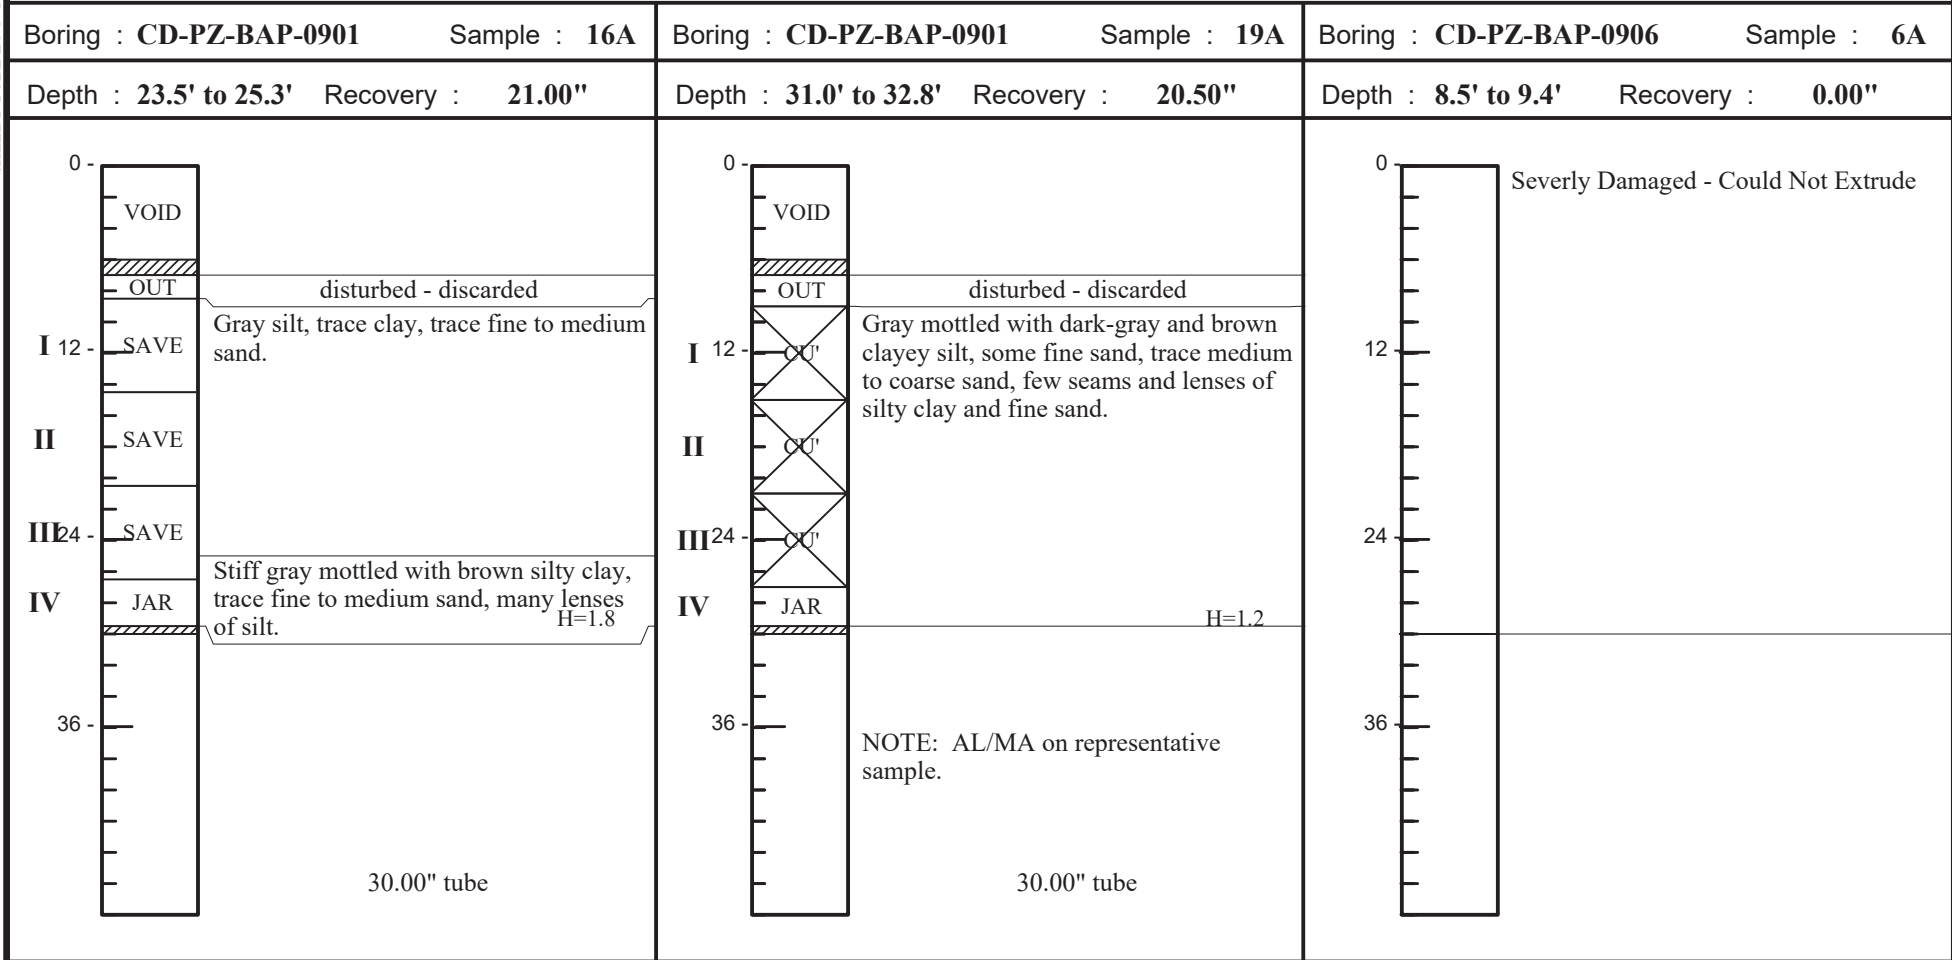 Boring : CD-PZ-BAP-0901 Sample : 16A
Depth : 23.5' to 25.3' Recovery : 21.00"
0 -
VOID
OUT
disturbed - discarded
Gray silt, trace clay, trace fine to medium
sand.
I 12 - SAVE
II SAVE
III 24 - SAVE
Stiff gray mottled with brown silty clay,
trace fine to medium sand, many lenses
of silt.
IV JAR
H=1.8
36 -
30.00" tube
Boring : CD-PZ-BAP-0901 Sample : 19A
Depth : 31.0' to 32.8' Recovery : 20.50"
0 -
VOID
OUT
disturbed - discarded
Gray mottled with dark-gray and brown
clayey silt, some fine sand, trace medium
to coarse sand, few seams and lenses of
silty clay and fine sand.
I 12 - CU'
II CU'
III 24 - CU'
IV JAR
H=1.2
36 -
NOTE: AL/MA on representative
sample.
30.00" tube
Boring : CD-PZ-BAP-0906 Sample : 6A
Depth : 8.5' to 9.4' Recovery : 0.00"
0 -
Severly Damaged - Could Not Extrude
12 -
24 -
36 -